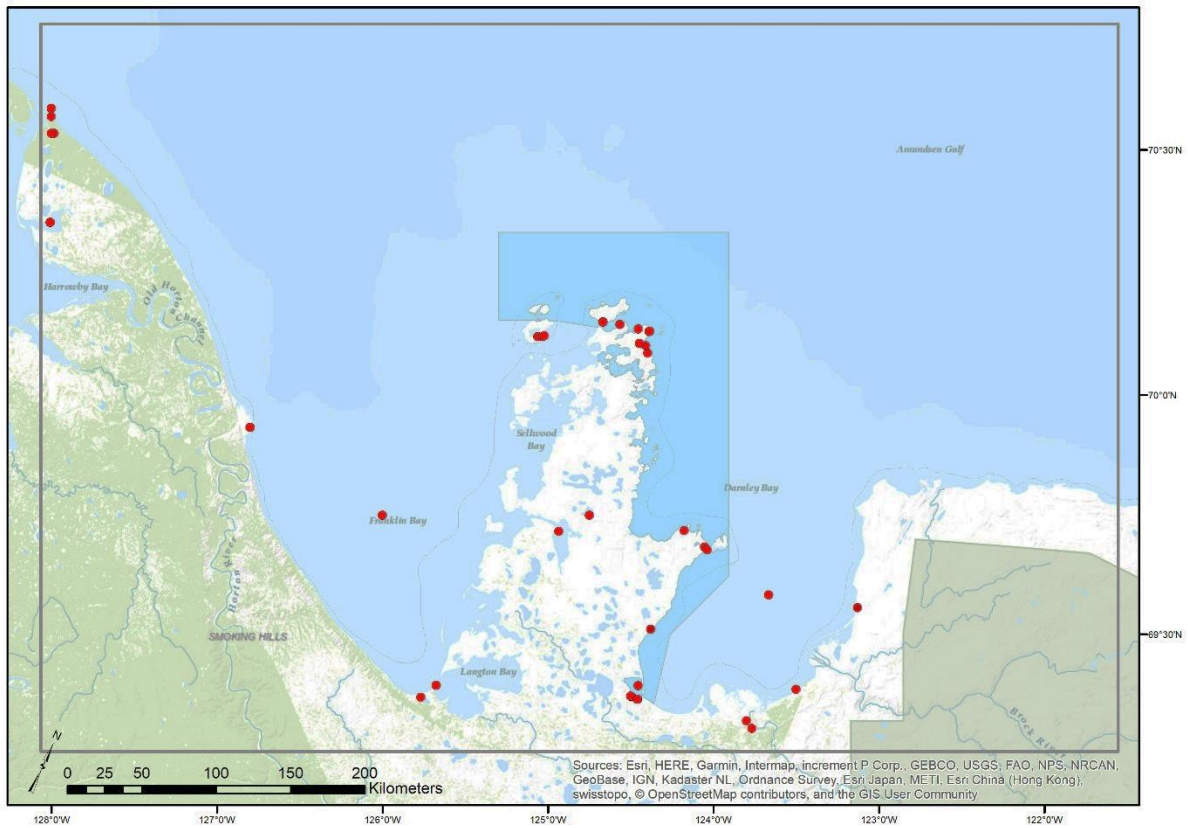 Amundsen Gulf
70°30'N
Harrowby Bay
Old Horton Channel
70°0'N
Sellwood
Bay
Darnley Bay
Franklin Bay
Horton River
SMOKING HILLS
69°30'N
Langton Bay
Brock River
N
0 25 50 100 150 200
Kilometers
Sources: Esri, HERE, Garmin, Intermap, increment P Corp., GEBCO, USGS, FAO, NPS, NRCAN,
GeoBase, IGN, Kadaster NL, Ordnance Survey, Esri Japan, METI, Esri China (Hong Kong),
swisstopo, © OpenStreetMap contributors, and the GIS User Community
128°0'W 127°0'W 126°0'W 125°0'W 124°0'W 123°0'W 122°0'W